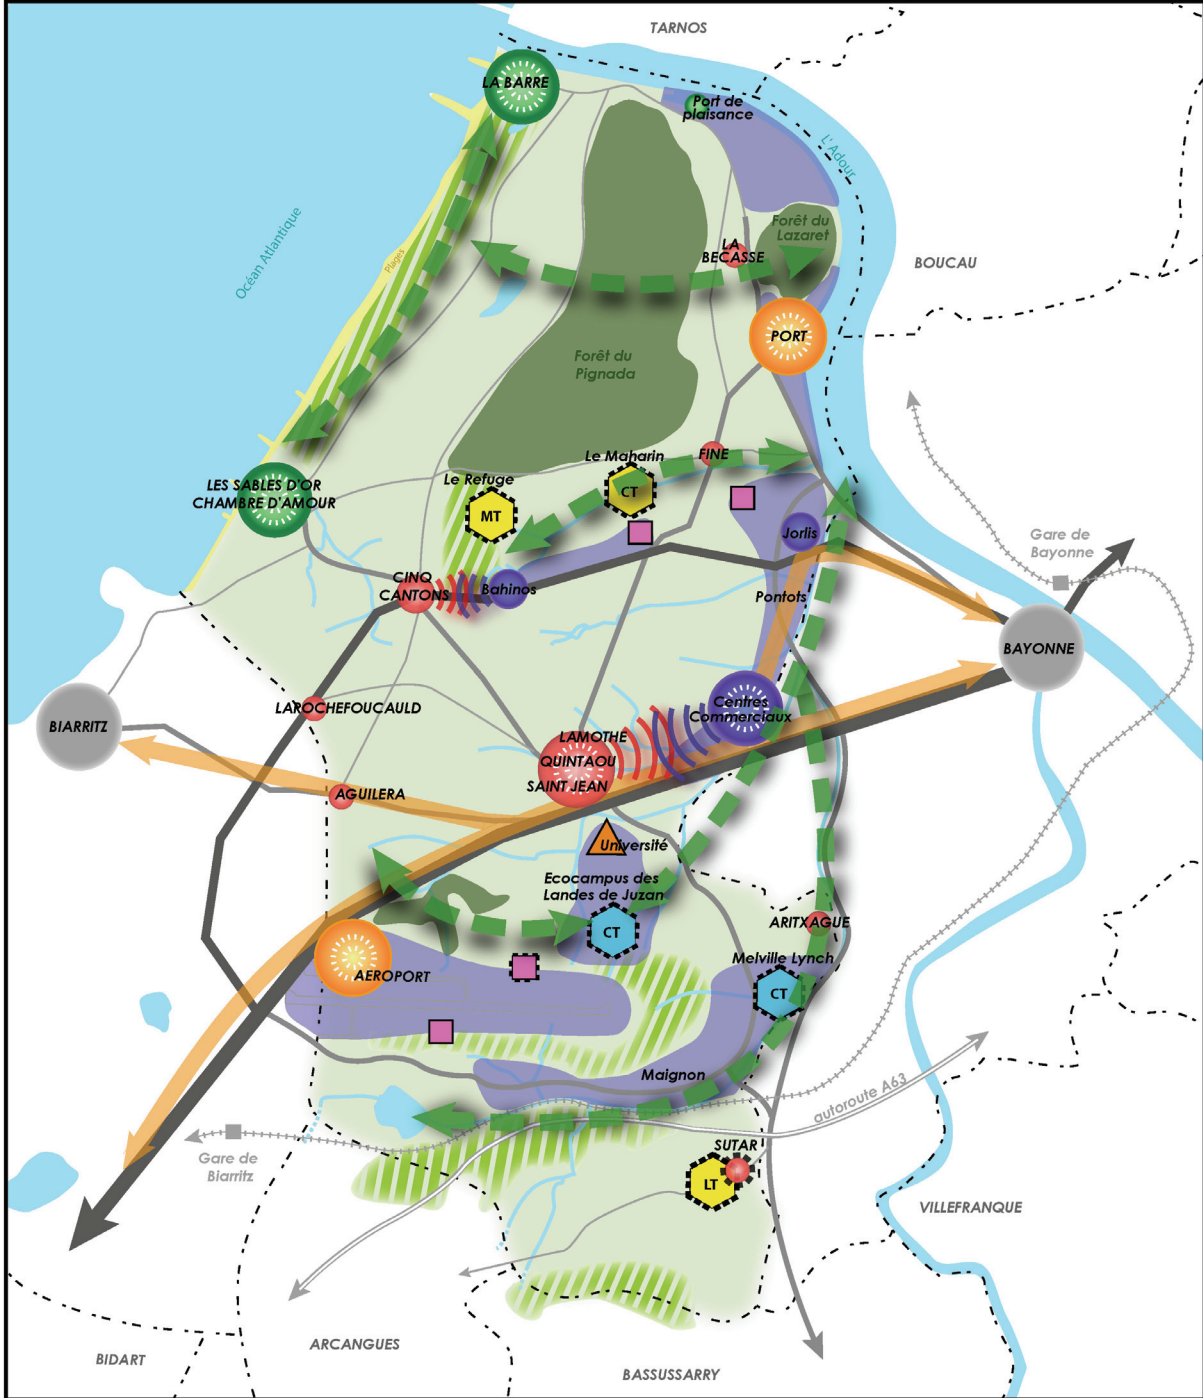 TARNOS
LA BARRE
Port de
plaisance
L' Adour
Océan Atlantique
Plages
Forêt du
Lazaret
LA
BECASSE
BOUCAU
PORT
Forêt du
Pignada
FINE
Le Maharin
CT
Le Refuge
MT
LES SABLES D'OR
CHAMBRE D'AMOUR
Jorlis
Gare de
Bayonne
CINQ
CANTONS
Bahinos
Pontots
BAYONNE
LAROCHEFOUCAULD
Centres
Commerciaux
BIARRITZ
LAMOTHE
QUINTAOU
SAINT JEAN
AGUILERA
Université
Ecocampus des
Landes de Juzan
CT
ARITXAGUE
Melville Lynch
CT
AEROPORT
Maignon
autoroute A63
Gare de
Biarritz
SUTAR
LT
VILLEFRANQUE
ARCANGUES
BIDART
BASSUSSARRY